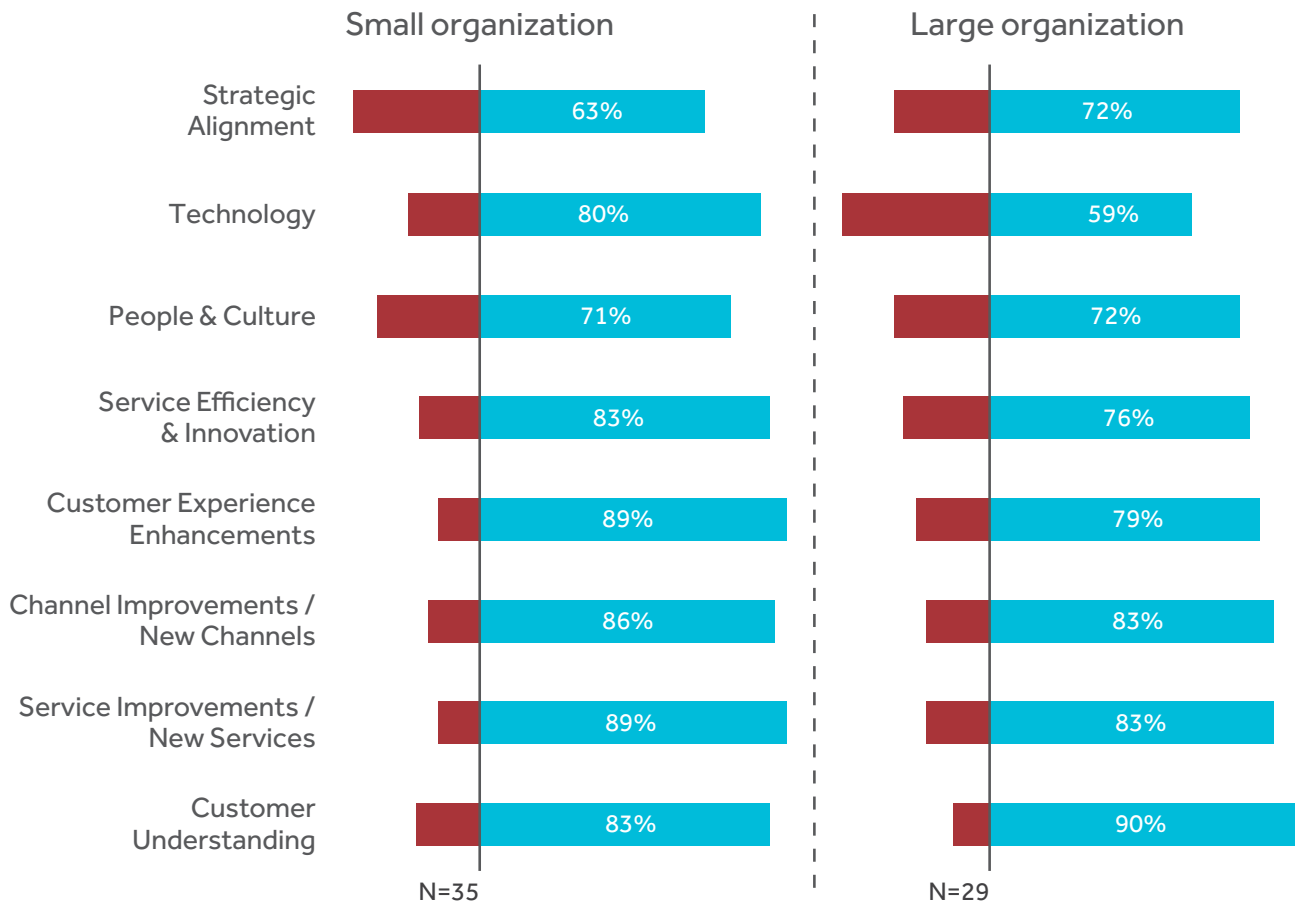 Small organization
Large organization
Strategic
Alignment
63%
72%
Technology
80%
59%
People & Culture
71%
72%
Service Efficiency
& Innovation
83%
76%
Customer Experience
Enhancements
89%
79%
Channel Improvements /
New Channels
86%
83%
Service Improvements /
New Services
89%
83%
Customer
Understanding
83%
90%
N=35
N=29